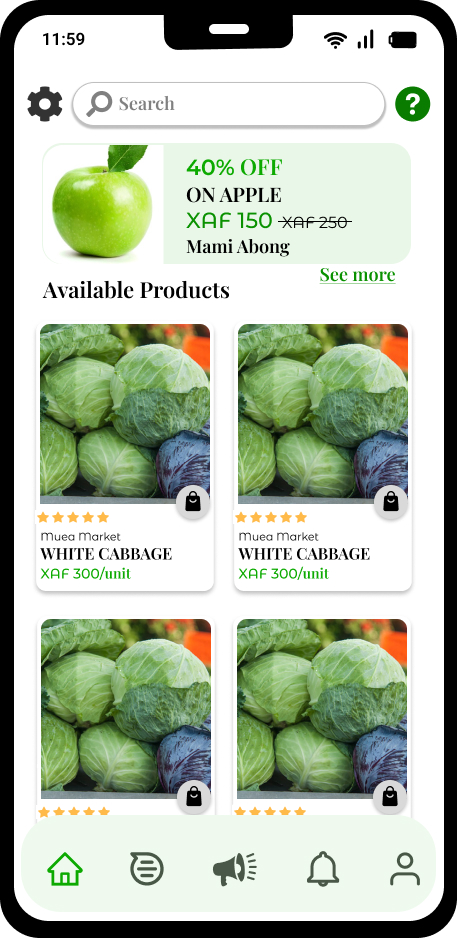 11:59
Search
?
40% OFF
ON APPLE
XAF 150 XAF 250
Mami Abong
See more
Available Products
Muea Market
WHITE CABBAGE
XAF 300/unit
Muea Market
WHITE CABBAGE
XAF 300/unit